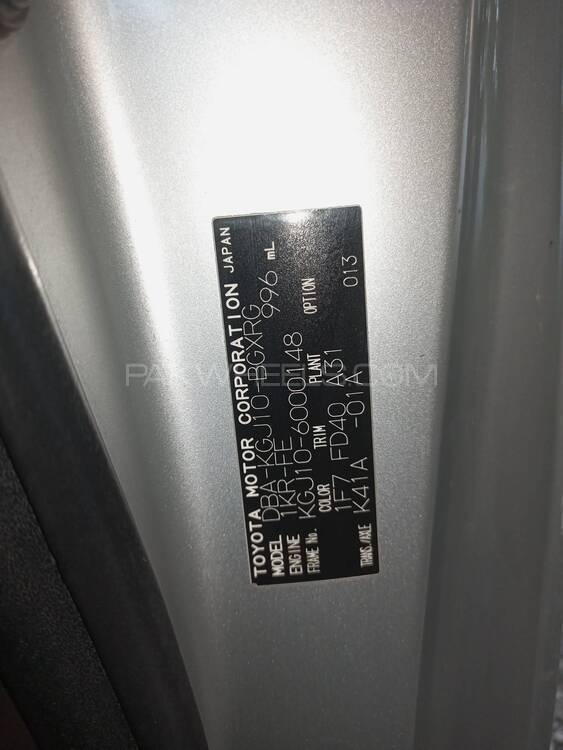 TOYOTA MOTOR CORPORATION JAPAN
MODEL DBA-KGJ10-BGXRG
ENGINE 1KR-FE 996 mL
FRAME No. KGJ10-6000148
COLOR TRIM PLANT OPTION
1F7 FD40 A31 013
TRANS./AXLE K41A -01A
PAKWHEELS.COM